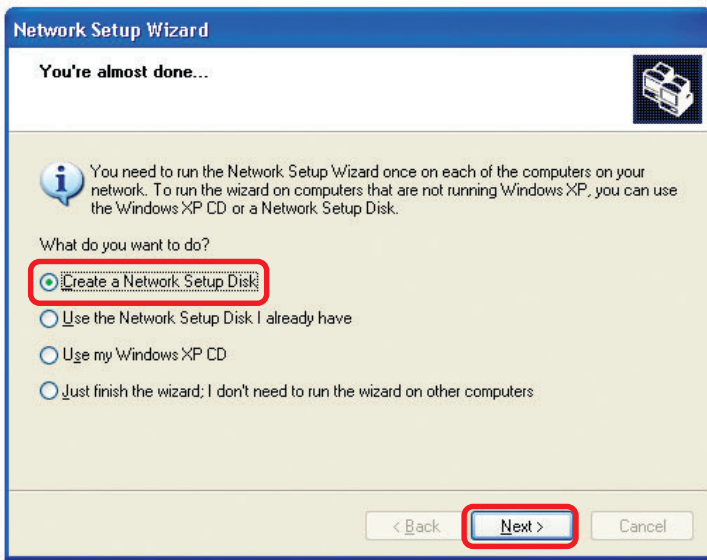 Network Setup Wizard
You're almost done...
You need to run the Network Setup Wizard once on each of the computers on your
network. To run the wizard on computers that are not running Windows XP, you can use
the Windows XP CD or a Network Setup Disk.
What do you want to do?
Create a Network Setup Disk
Use the Network Setup Disk I already have
Use my Windows XP CD
Just finish the wizard; I don't need to run the wizard on other computers
< Back Next > Cancel